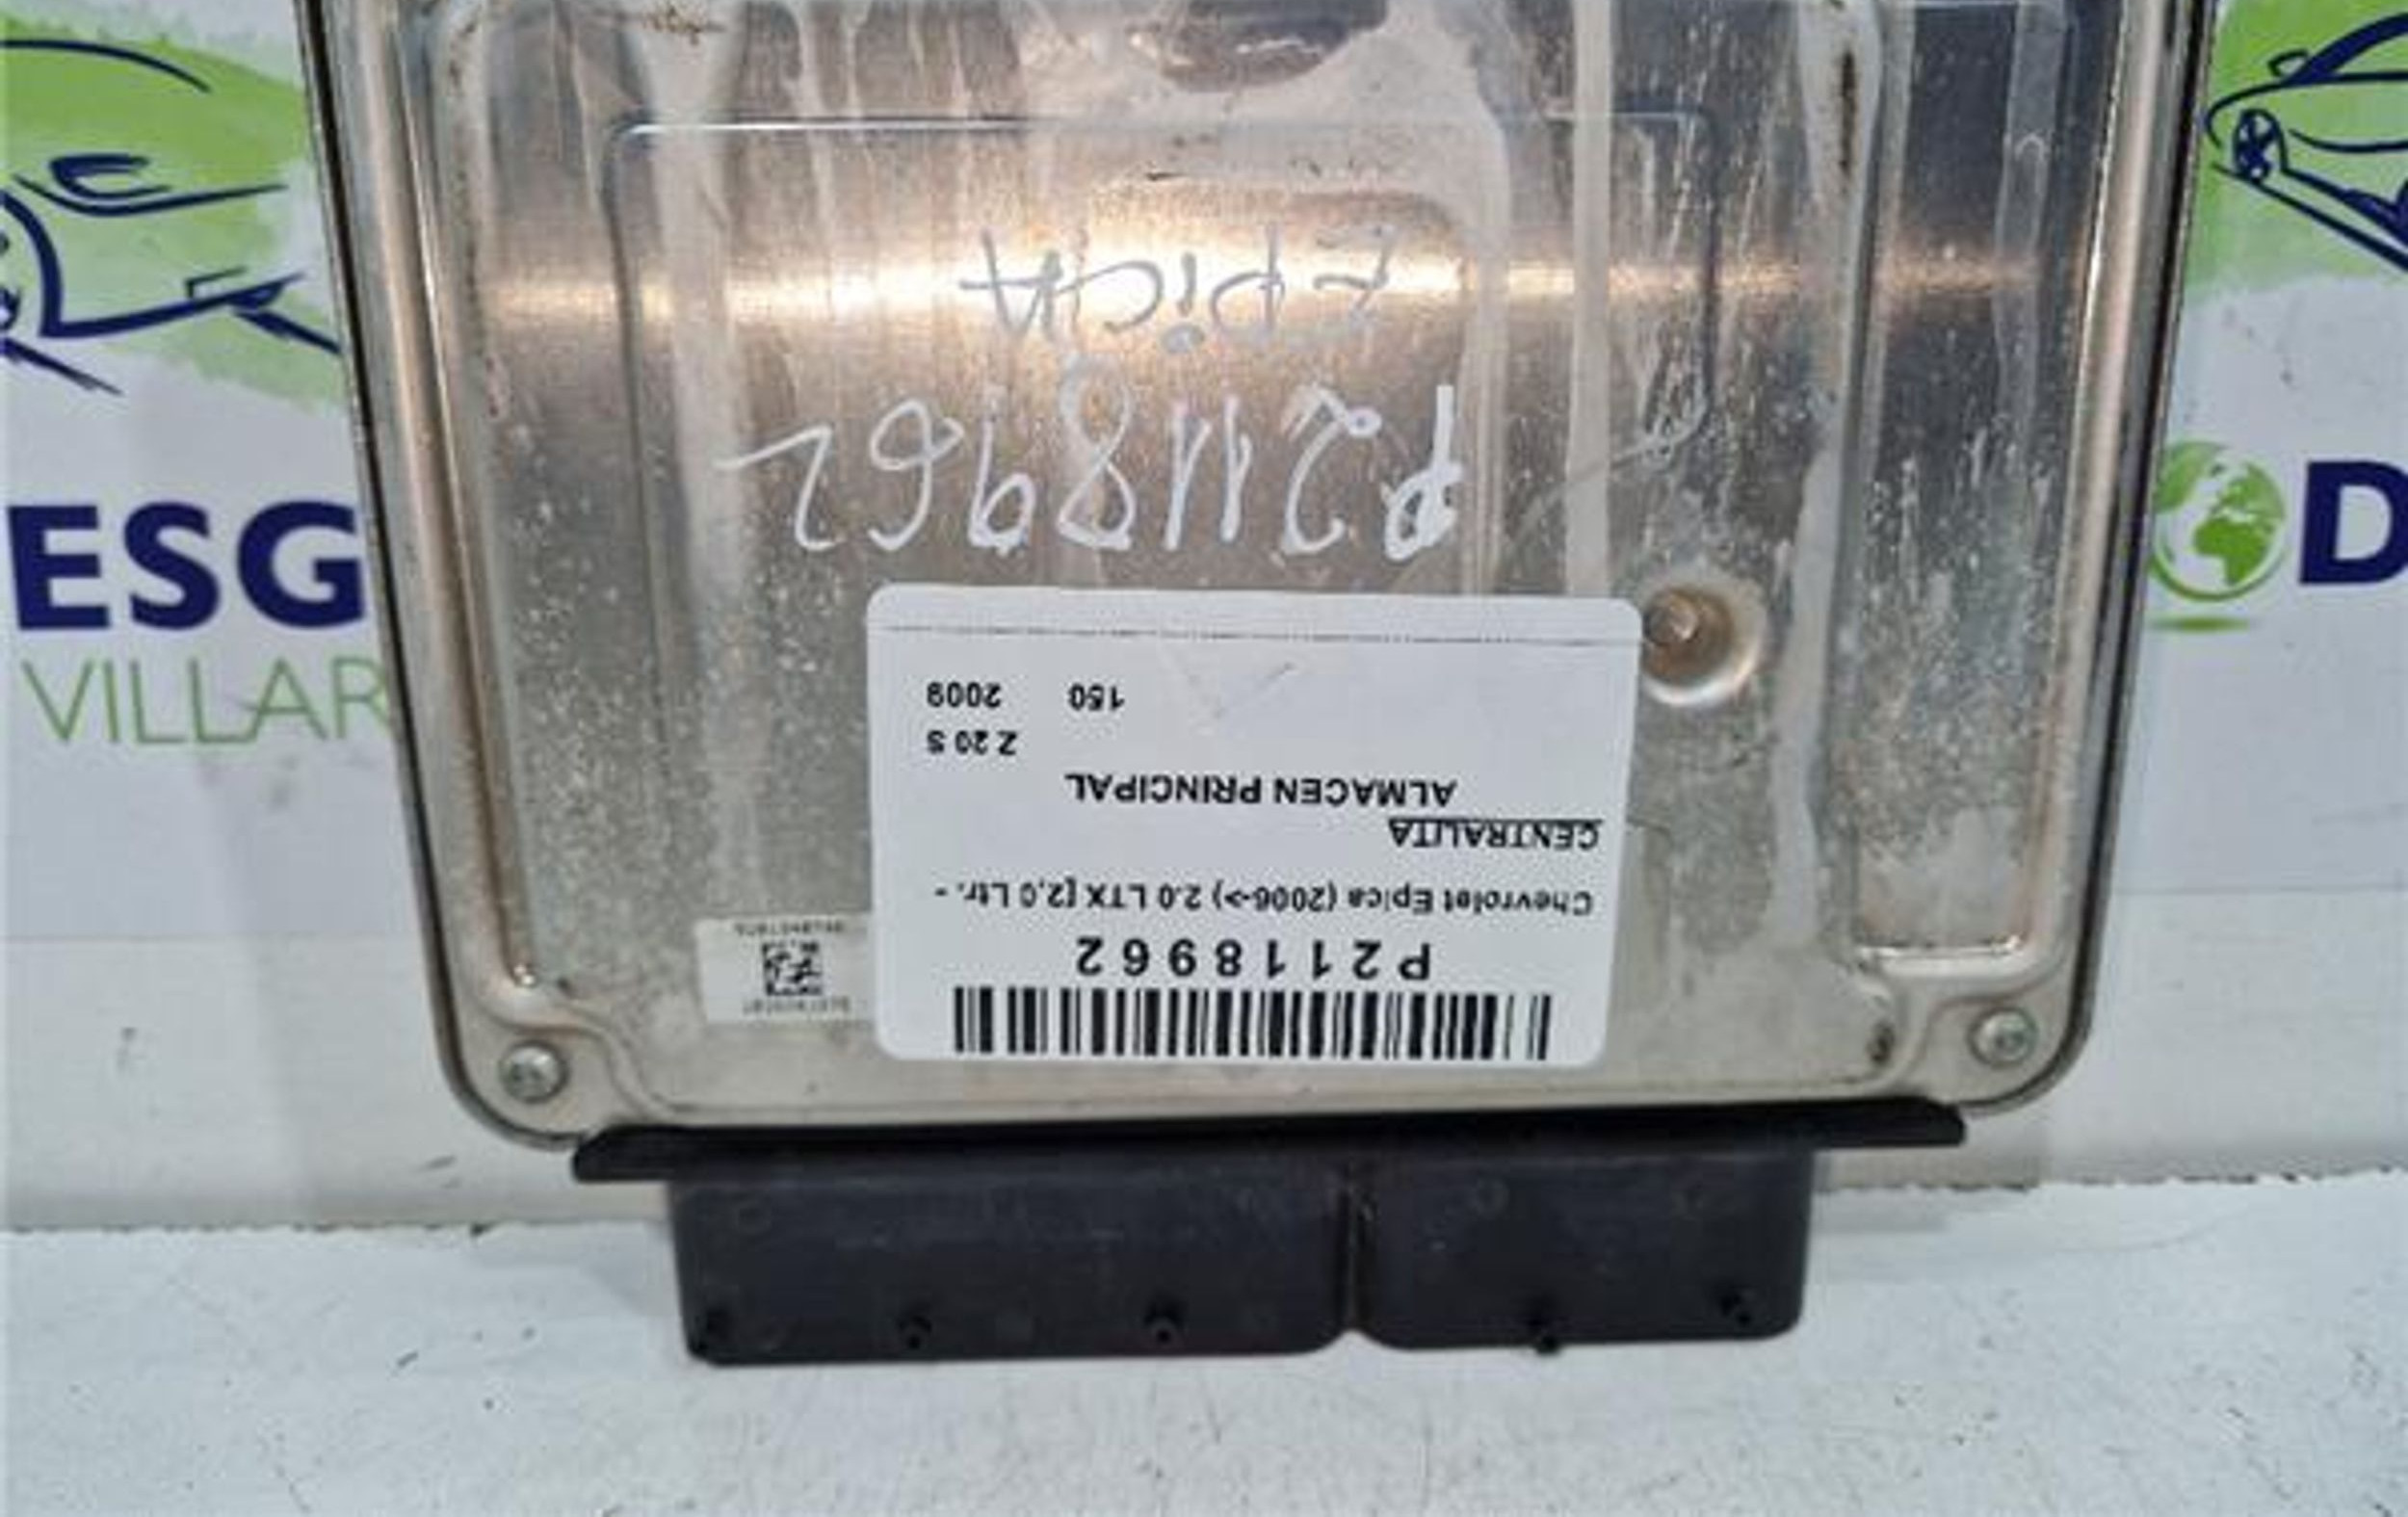 EPiCA
P2118962
P2118962
Chevrolet Epica (2006->) 2.0 LTX [2,0 Ltr. -
CENTRALITA
ALMACEN PRINCIPAL
Z 20 S
150 2009
ESG
VILLAR
D